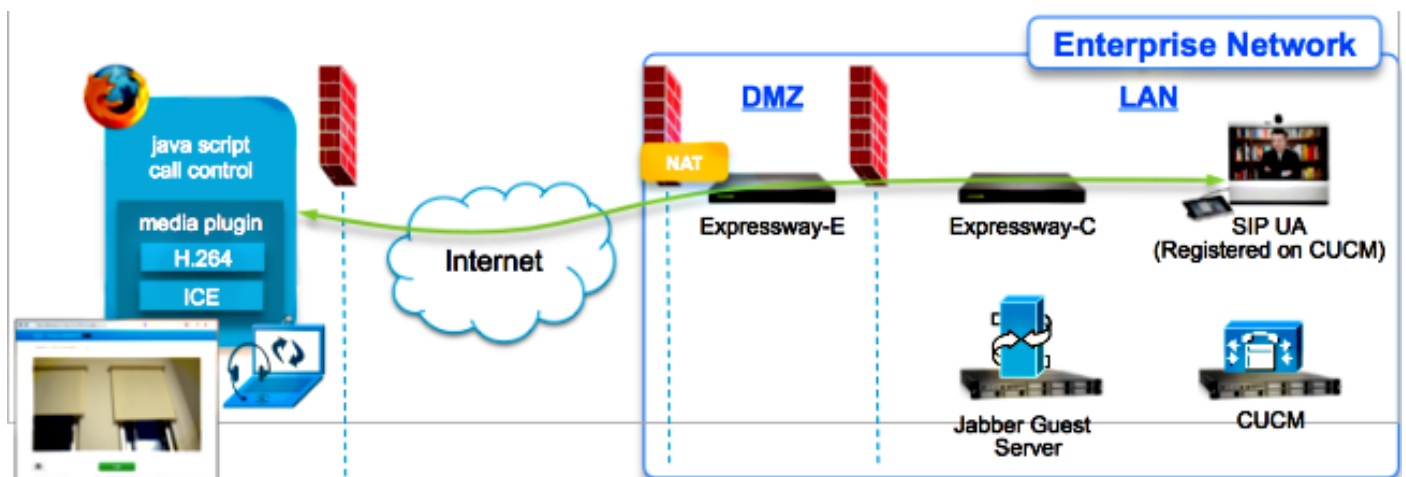 Enterprise Network
DMZ
LAN
java script
call control
NAT
media plugin
H.264
ICE
Internet
Expressway-E
Expressway-C
SIP UA
(Registered on CUCM)
Jabber Guest
Server
CUCM